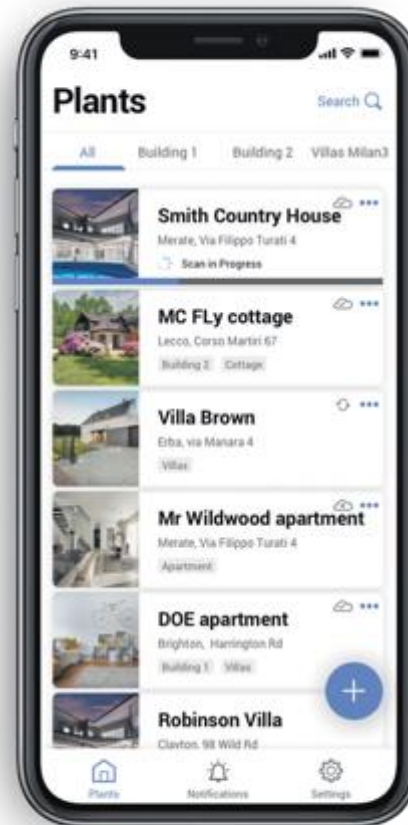 9:41
Plants
Search
All Building 1 Building 2 Villas Milan3
Smith Country House
Merate, Via Filippo Turati 4
Scan in Progress
MC FLy cottage
Lecco, Corso Martiri 67
Building 2 Cottage
Villa Brown
Erba, via Manara 4
Villas
Mr Wildwood apartment
Merate, Via Filippo Turati 4
Apartment
DOE apartment
Brighton, Harrington Rd
Building 1 Villas
Robinson Villa
Clayton, 98 Wild Rd
Plants Notifications Settings